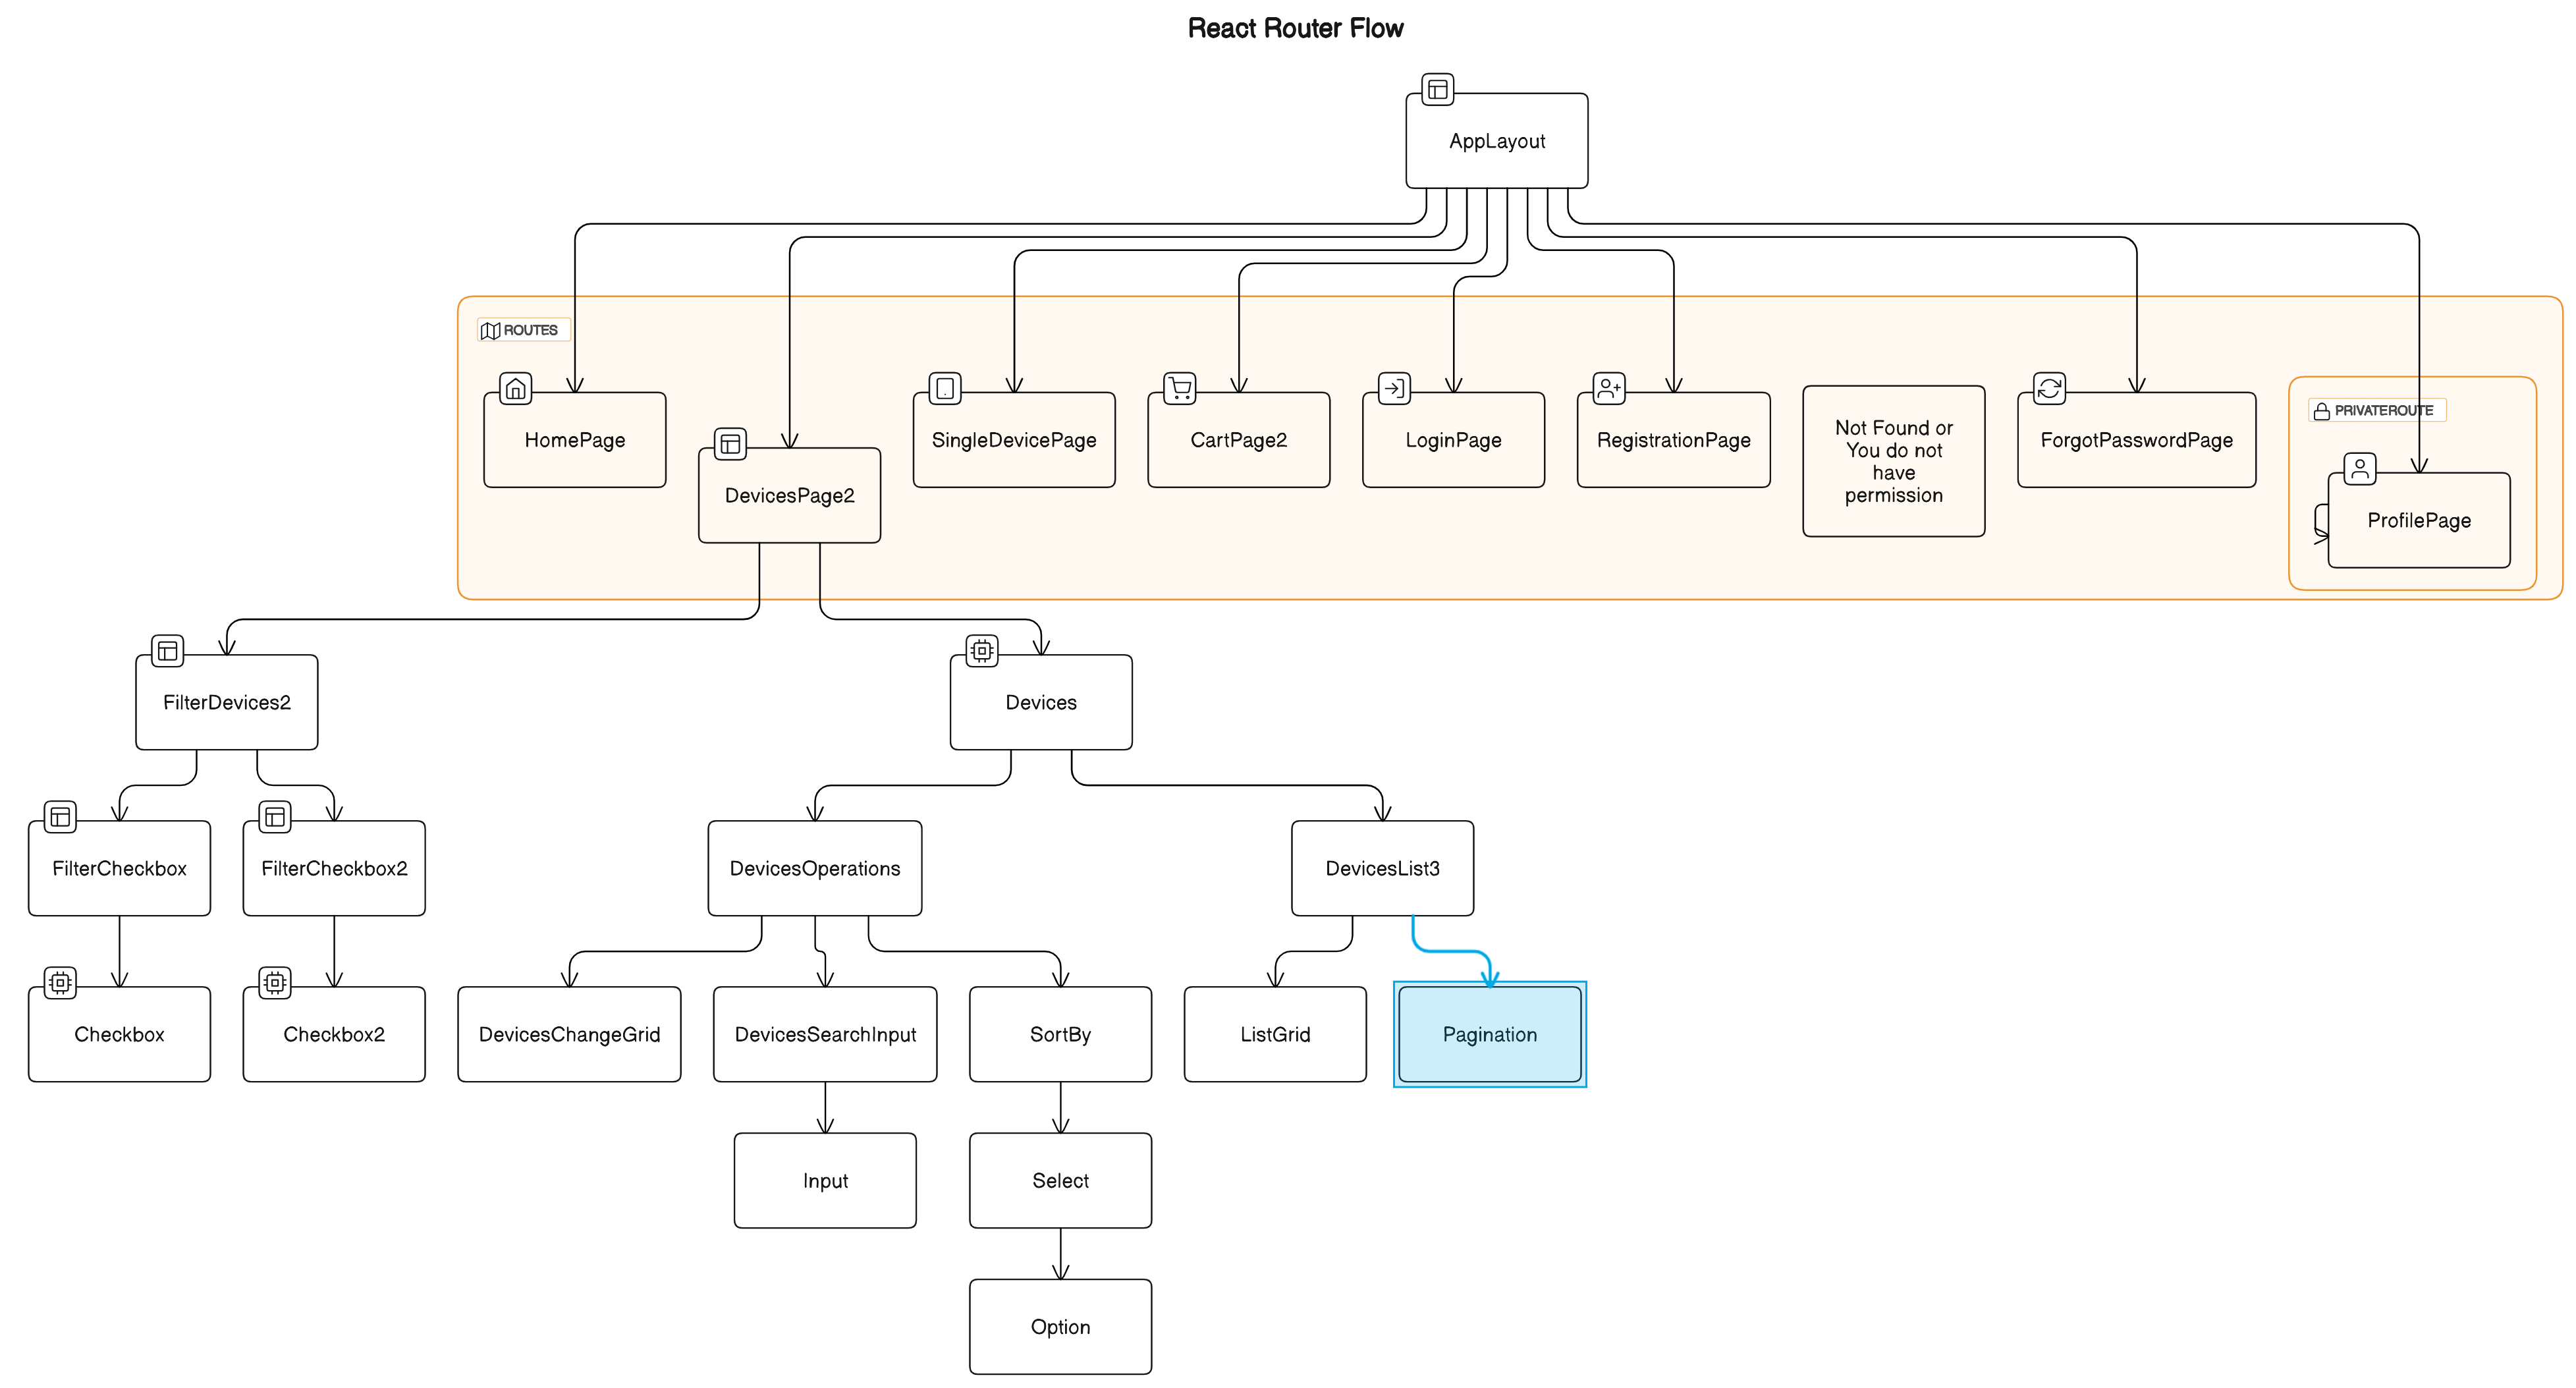 React Router Flow
AppLayout
ROUTES
HomePage
DevicesPage2
SingleDevicePage
CartPage2
LoginPage
RegistrationPage
Not Found or
You do not
have
permission
ForgotPasswordPage
PRIVATEROUTE
ProfilePage
FilterDevices2
Devices
FilterCheckbox
FilterCheckbox2
DevicesOperations
DevicesList3
Checkbox
Checkbox2
DevicesChangeGrid
DevicesSearchInput
SortBy
ListGrid
Pagination
Input
Select
Option